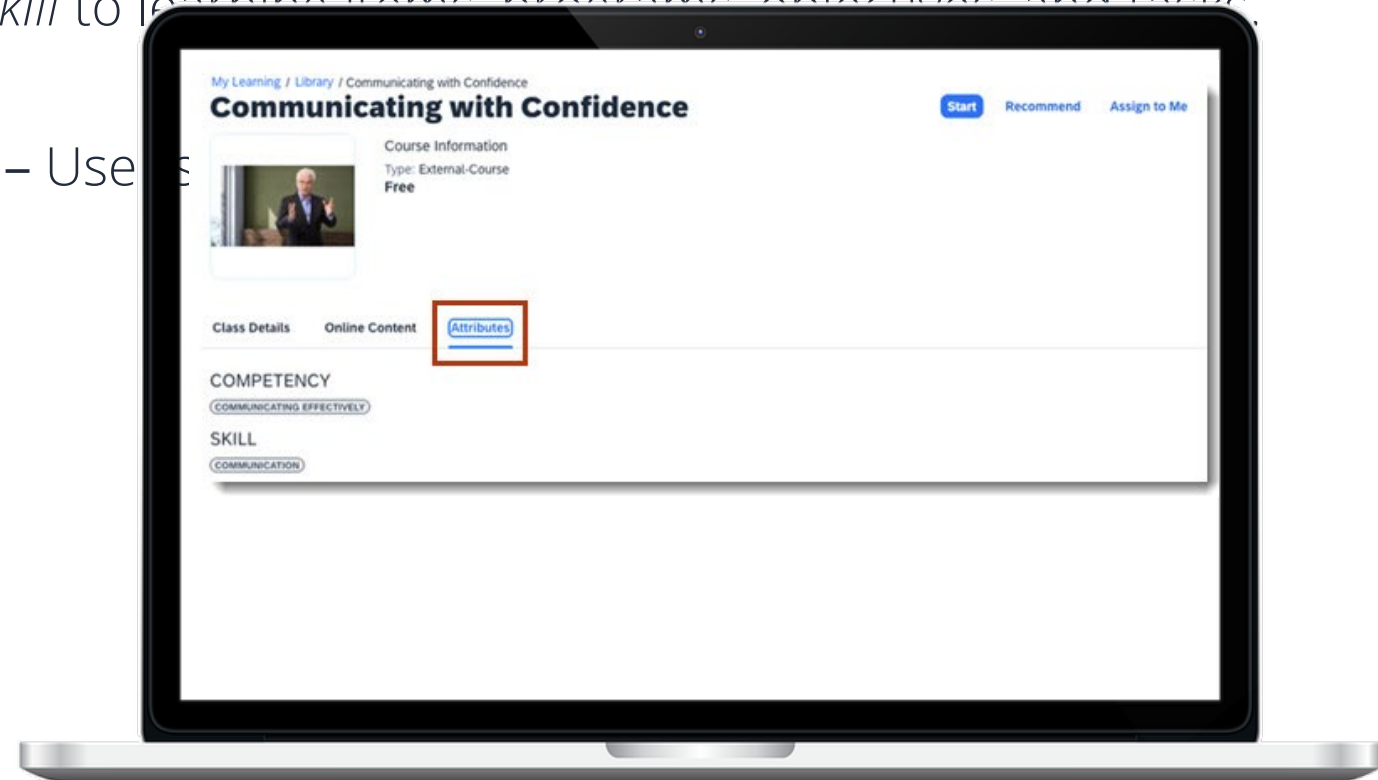 kill to
– Use
My Learning / Library / Communicating with Confidence
Communicating with Confidence
Start Recommend Assign to Me
Course Information
Type: External-Course
Free
Class Details Online Content Attributes
COMPETENCY
COMMUNICATING EFFECTIVELY
SKILL
COMMUNICATION